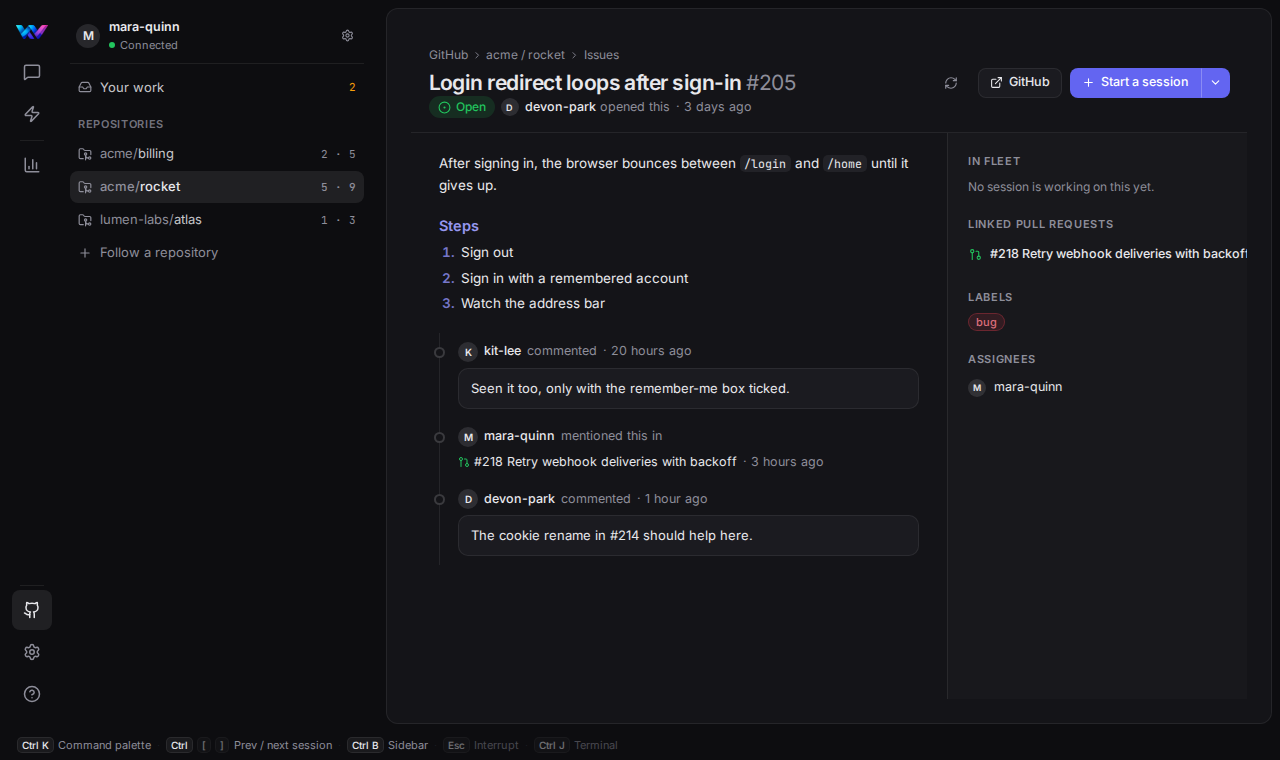 M mara-quinn
Connected
Your work 2
REPOSITORIES
acme/billing 2 · 5
acme/rocket 5 · 9
lumen-labs/atlas 1 · 3
Follow a repository
GitHub › acme / rocket › Issues
Login redirect loops after sign-in #205
GitHub
Start a session
Open D devon-park opened this · 3 days ago
After signing in, the browser bounces between /login and /home until it
gives up.
Steps
1. Sign out
2. Sign in with a remembered account
3. Watch the address bar
K kit-lee commented · 20 hours ago
Seen it too, only with the remember-me box ticked.
M mara-quinn mentioned this in
#218 Retry webhook deliveries with backoff · 3 hours ago
D devon-park commented · 1 hour ago
The cookie rename in #214 should help here.
IN FLEET
No session is working on this yet.
LINKED PULL REQUESTS
#218 Retry webhook deliveries with backoff
LABELS
bug
ASSIGNEES
M mara-quinn
Ctrl K Command palette Ctrl [ ] Prev / next session Ctrl B Sidebar Esc Interrupt Ctrl J Terminal